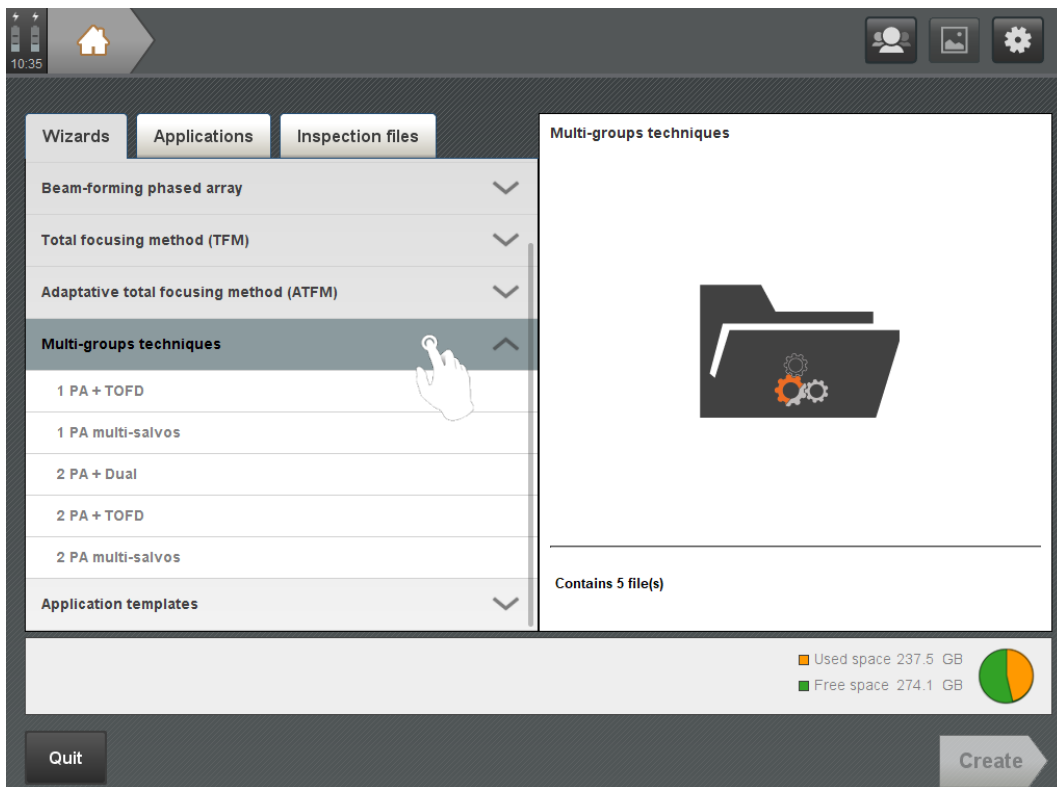 10:35
Wizards
Applications
Inspection files
Beam-forming phased array
Total focusing method (TFM)
Adaptative total focusing method (ATFM)
Multi-groups techniques
1 PA + TOFD
1 PA multi-salvos
2 PA + Dual
2 PA + TOFD
2 PA multi-salvos
Application templates
Multi-groups techniques
Contains 5 file(s)
Used space 237.5 GB
Free space 274.1 GB
Quit
Create